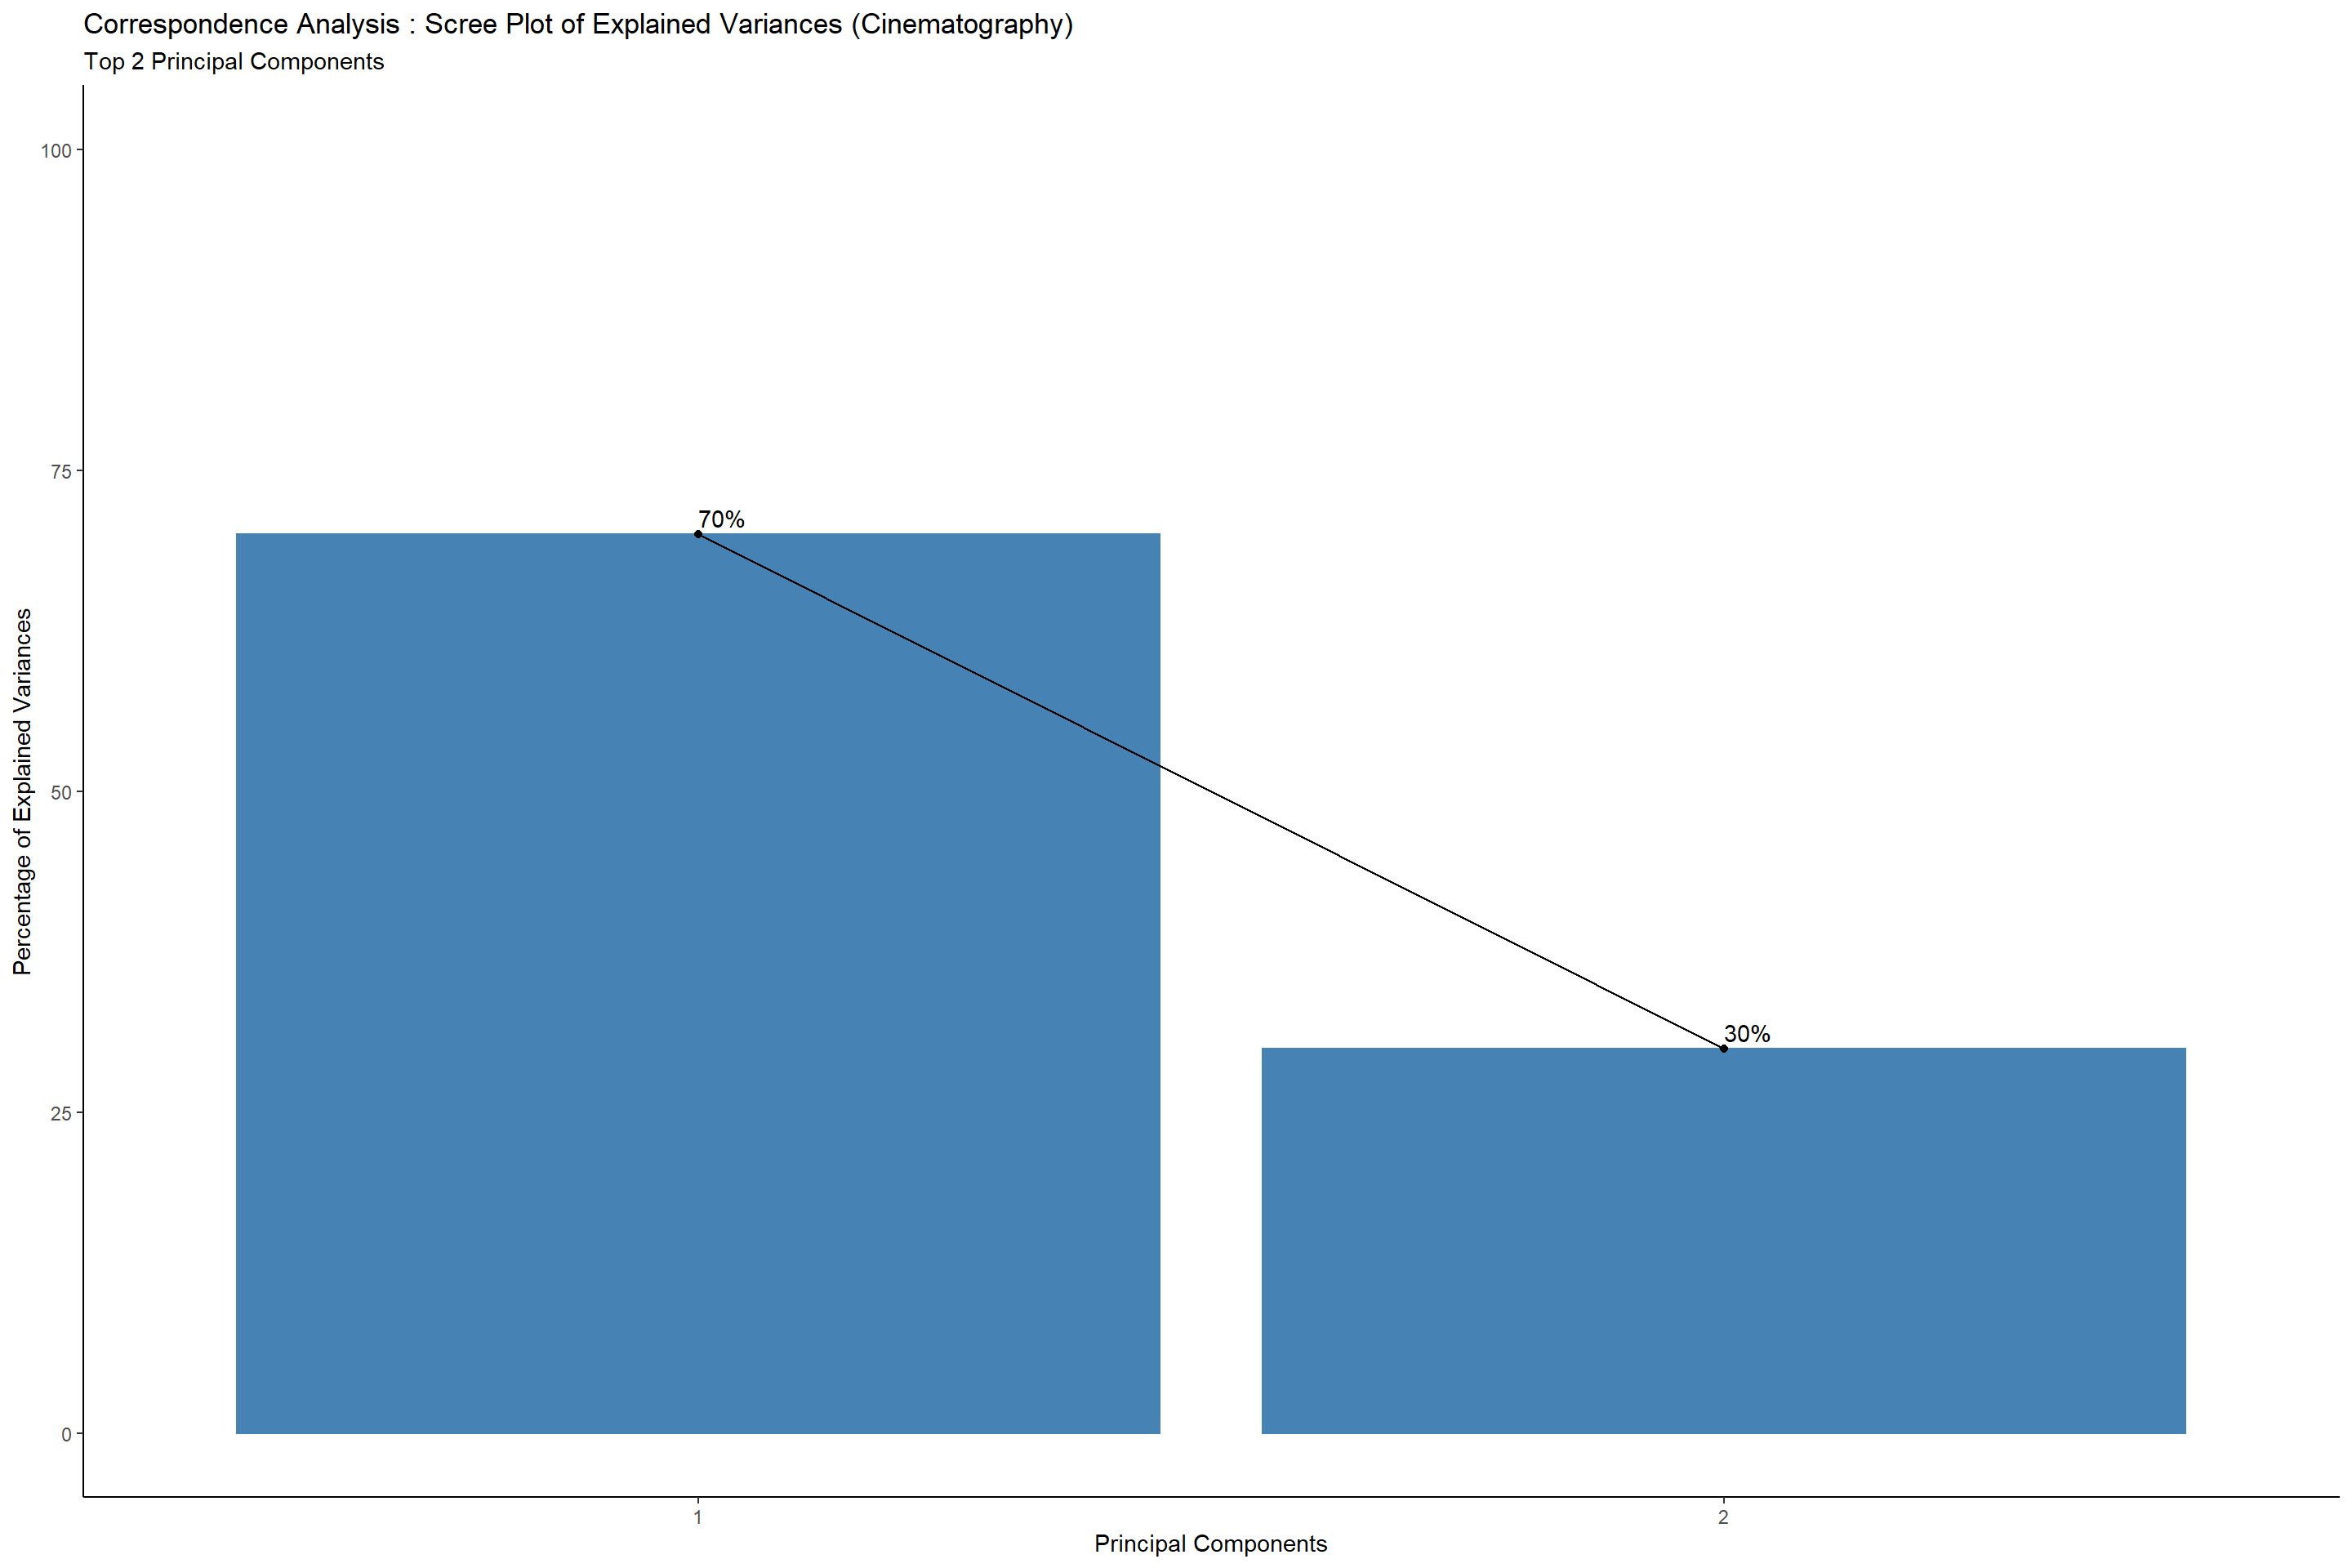 Correspondence Analysis : Scree Plot of Explained Variances (Cinematography)
Top 2 Principal Components
100
75
50
25
0
Percentage of Explained Variances
70%
30%
1
2
Principal Components